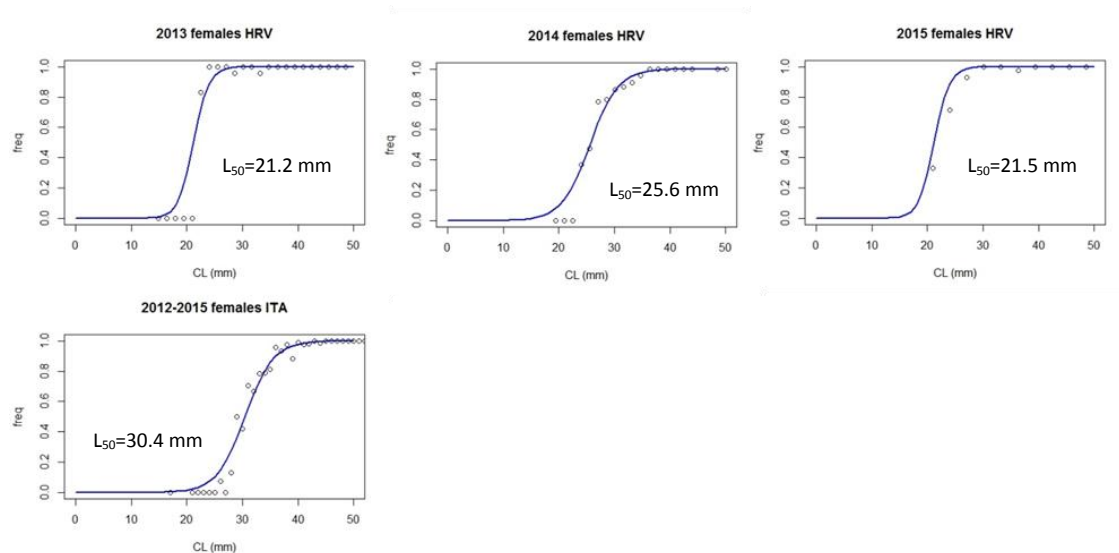 2013 females HRV
freq
0.0 0.2 0.4 0.6 0.8 1.0
L50=21.2 mm
0 10 20 30 40 50
CL (mm)
2014 females HRV
freq
0.0 0.2 0.4 0.6 0.8 1.0
L50=25.6 mm
0 10 20 30 40 50
CL (mm)
2015 females HRV
freq
0.0 0.2 0.4 0.6 0.8 1.0
L50=21.5 mm
0 10 20 30 40 50
CL (mm)
2012-2015 females ITA
freq
0.0 0.2 0.4 0.6 0.8 1.0
L50=30.4 mm
0 10 20 30 40 50
CL (mm)